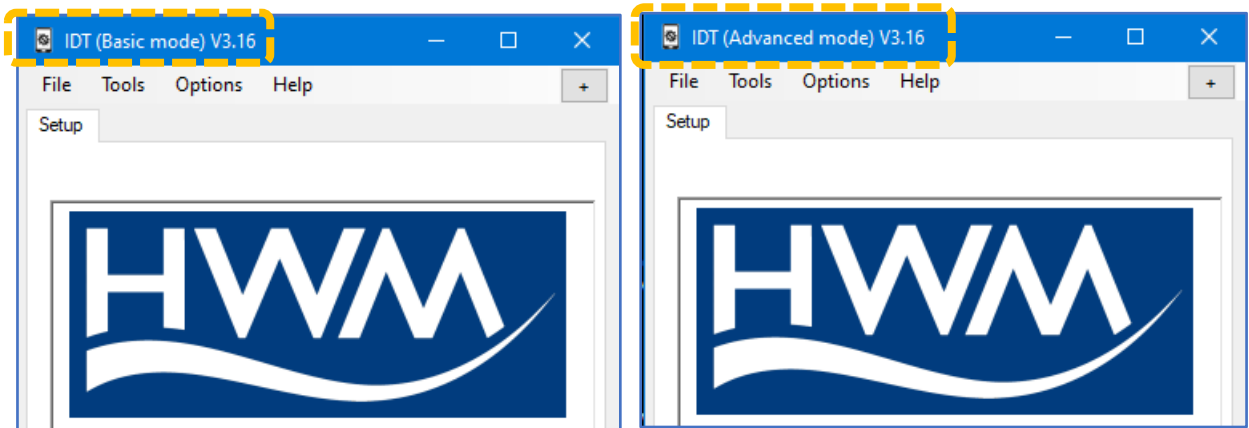 IDT (Basic mode) V3.16
File Tools Options Help +
Setup
HWM
IDT (Advanced mode) V3.16
File Tools Options Help +
Setup
HWM